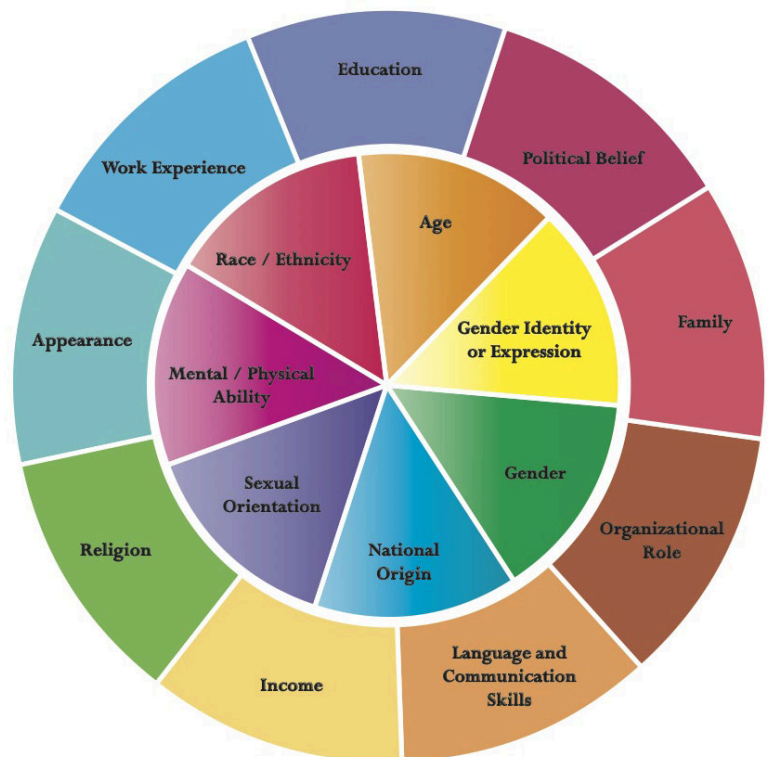 Education
Political Belief
Family
Organizational
Role
Language and
Communication
Skills
Income
Religion
Appearance
Work Experience
Age
Gender Identity
or Expression
Gender
National
Origin
Sexual
Orientation
Mental / Physical
Ability
Race / Ethnicity